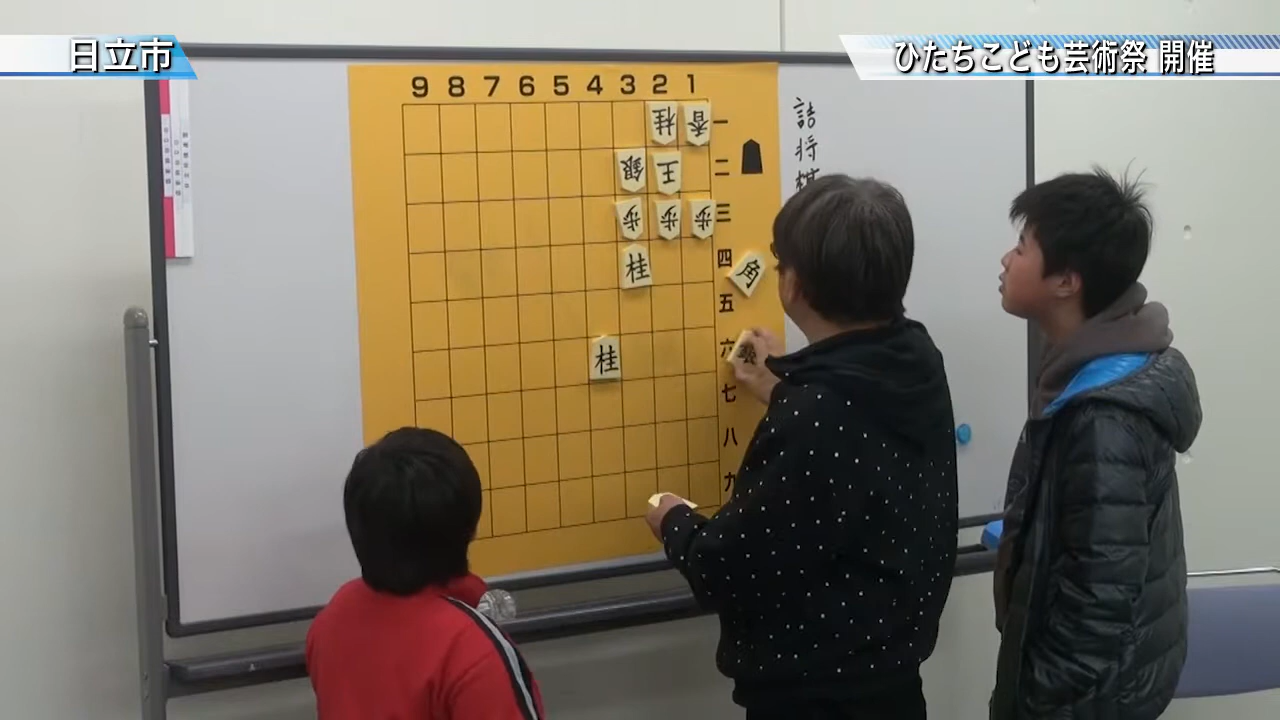 日立市
ひたちこども芸術祭 開催
9 8 7 6 5 4 3 2 1
桂 香 一
銀 王 二
歩 歩 歩 三
桂 四
角
五
桂 六
七
八
九
詰将棋